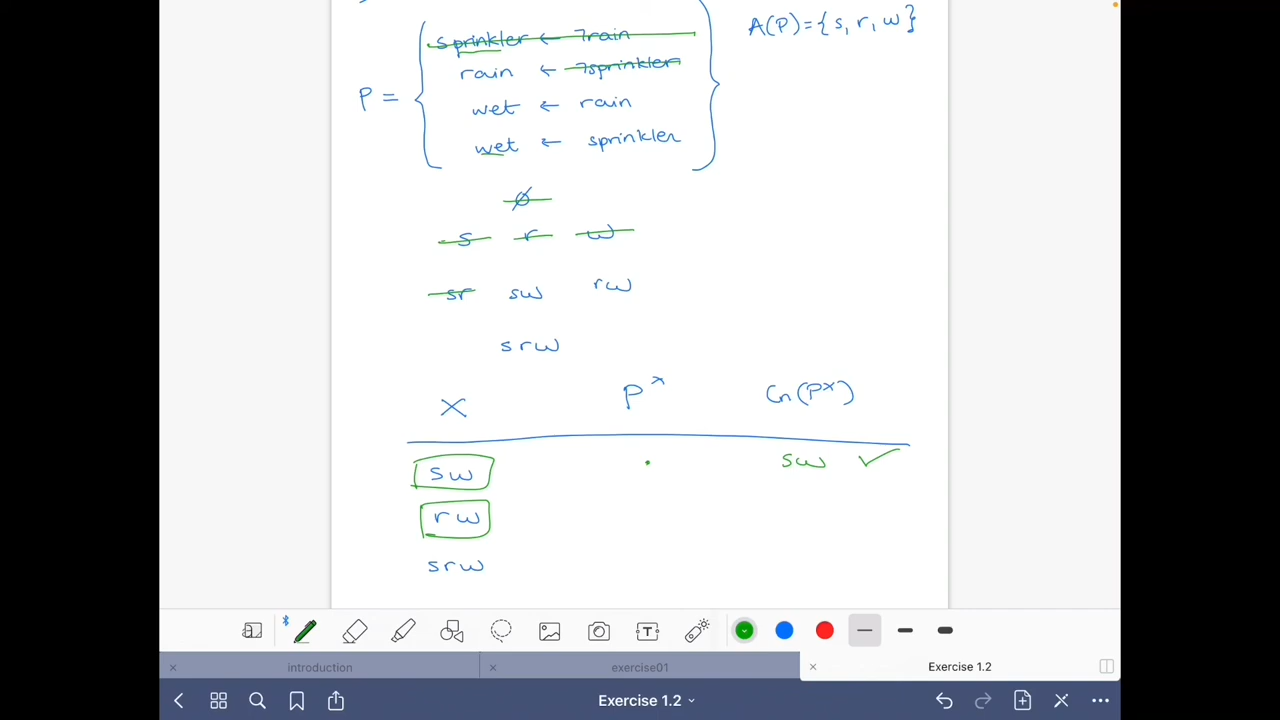 A(P) = {s, r, w}
sprinkler ← ¬rain
rain ← ¬sprinkler
P =
wet ← rain
wet ← sprinkler
∅
s r w
sr sw rw
srw
X P^x Cn(P^x)
sw sw ✓
rw
srw
introduction exercise01 Exercise 1.2
Exercise 1.2